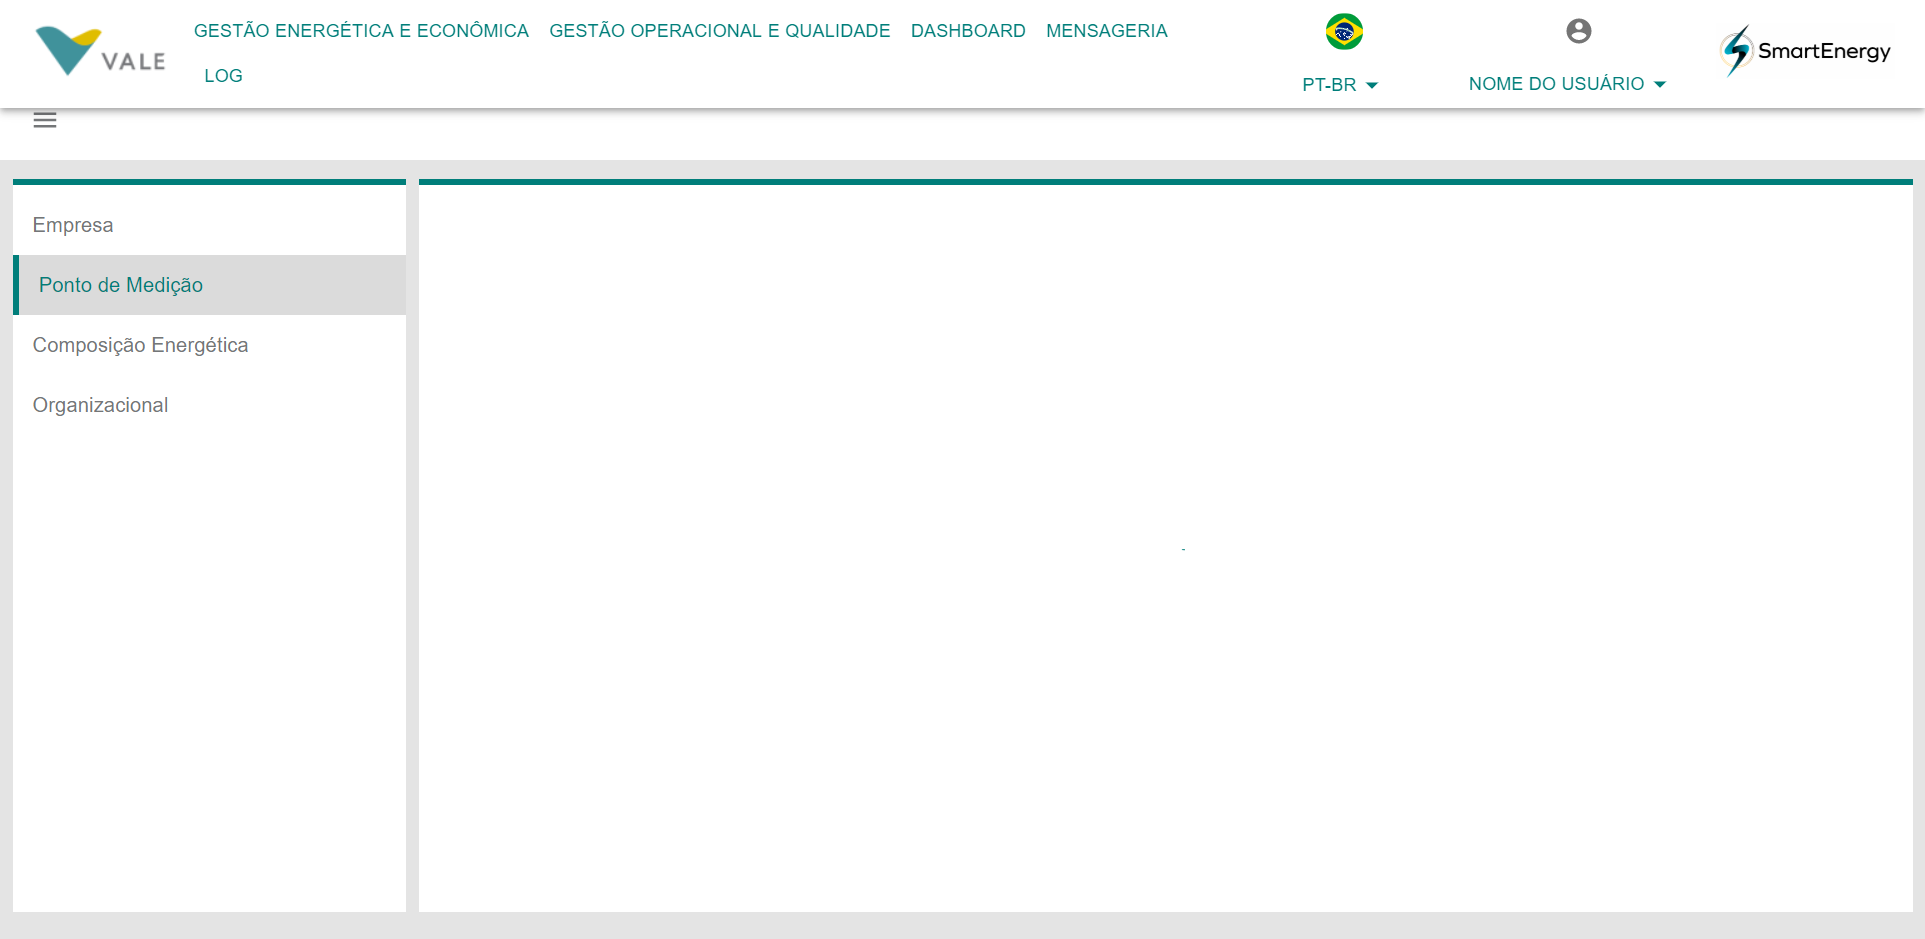 VALE
GESTÃO ENERGÉTICA E ECONÔMICA GESTÃO OPERACIONAL E QUALIDADE DASHBOARD MENSAGERIA
LOG
PT-BR
NOME DO USUÁRIO
SmartEnergy
Empresa
Ponto de Medição
Composição Energética
Organizacional
-